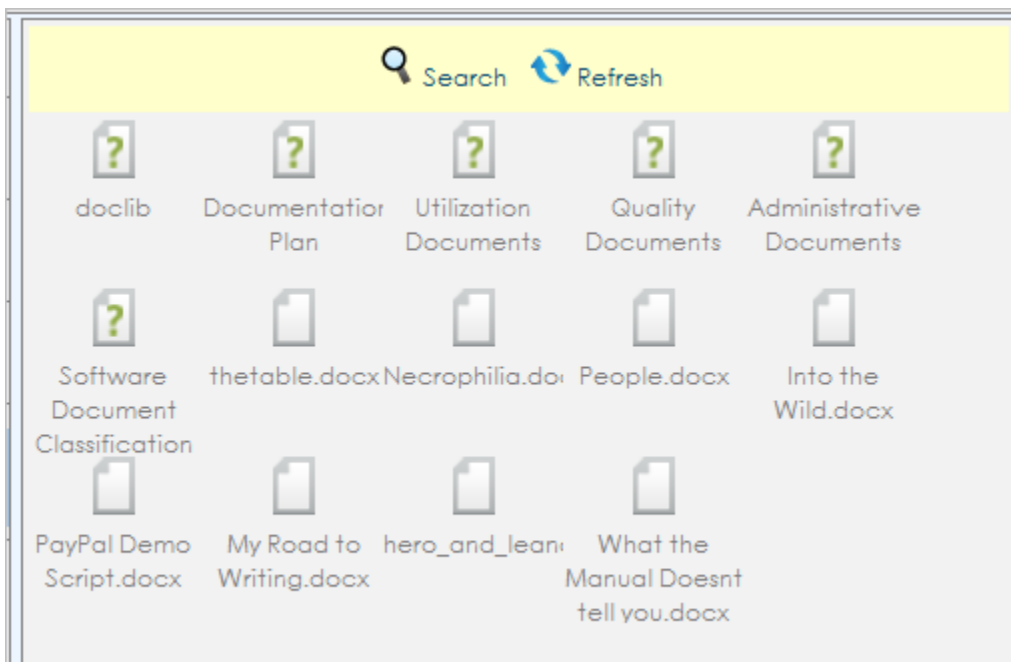 Search Refresh
doclib Documentation Utilization Quality Administrative
Plan Documents Documents Documents
Software thetable.docx Necrophilia.do People.docx Into the
Document Wild.docx
Classification
PayPal Demo My Road to hero_and_lean What the
Script.docx Writing.docx Manual Doesnt
tell you.docx